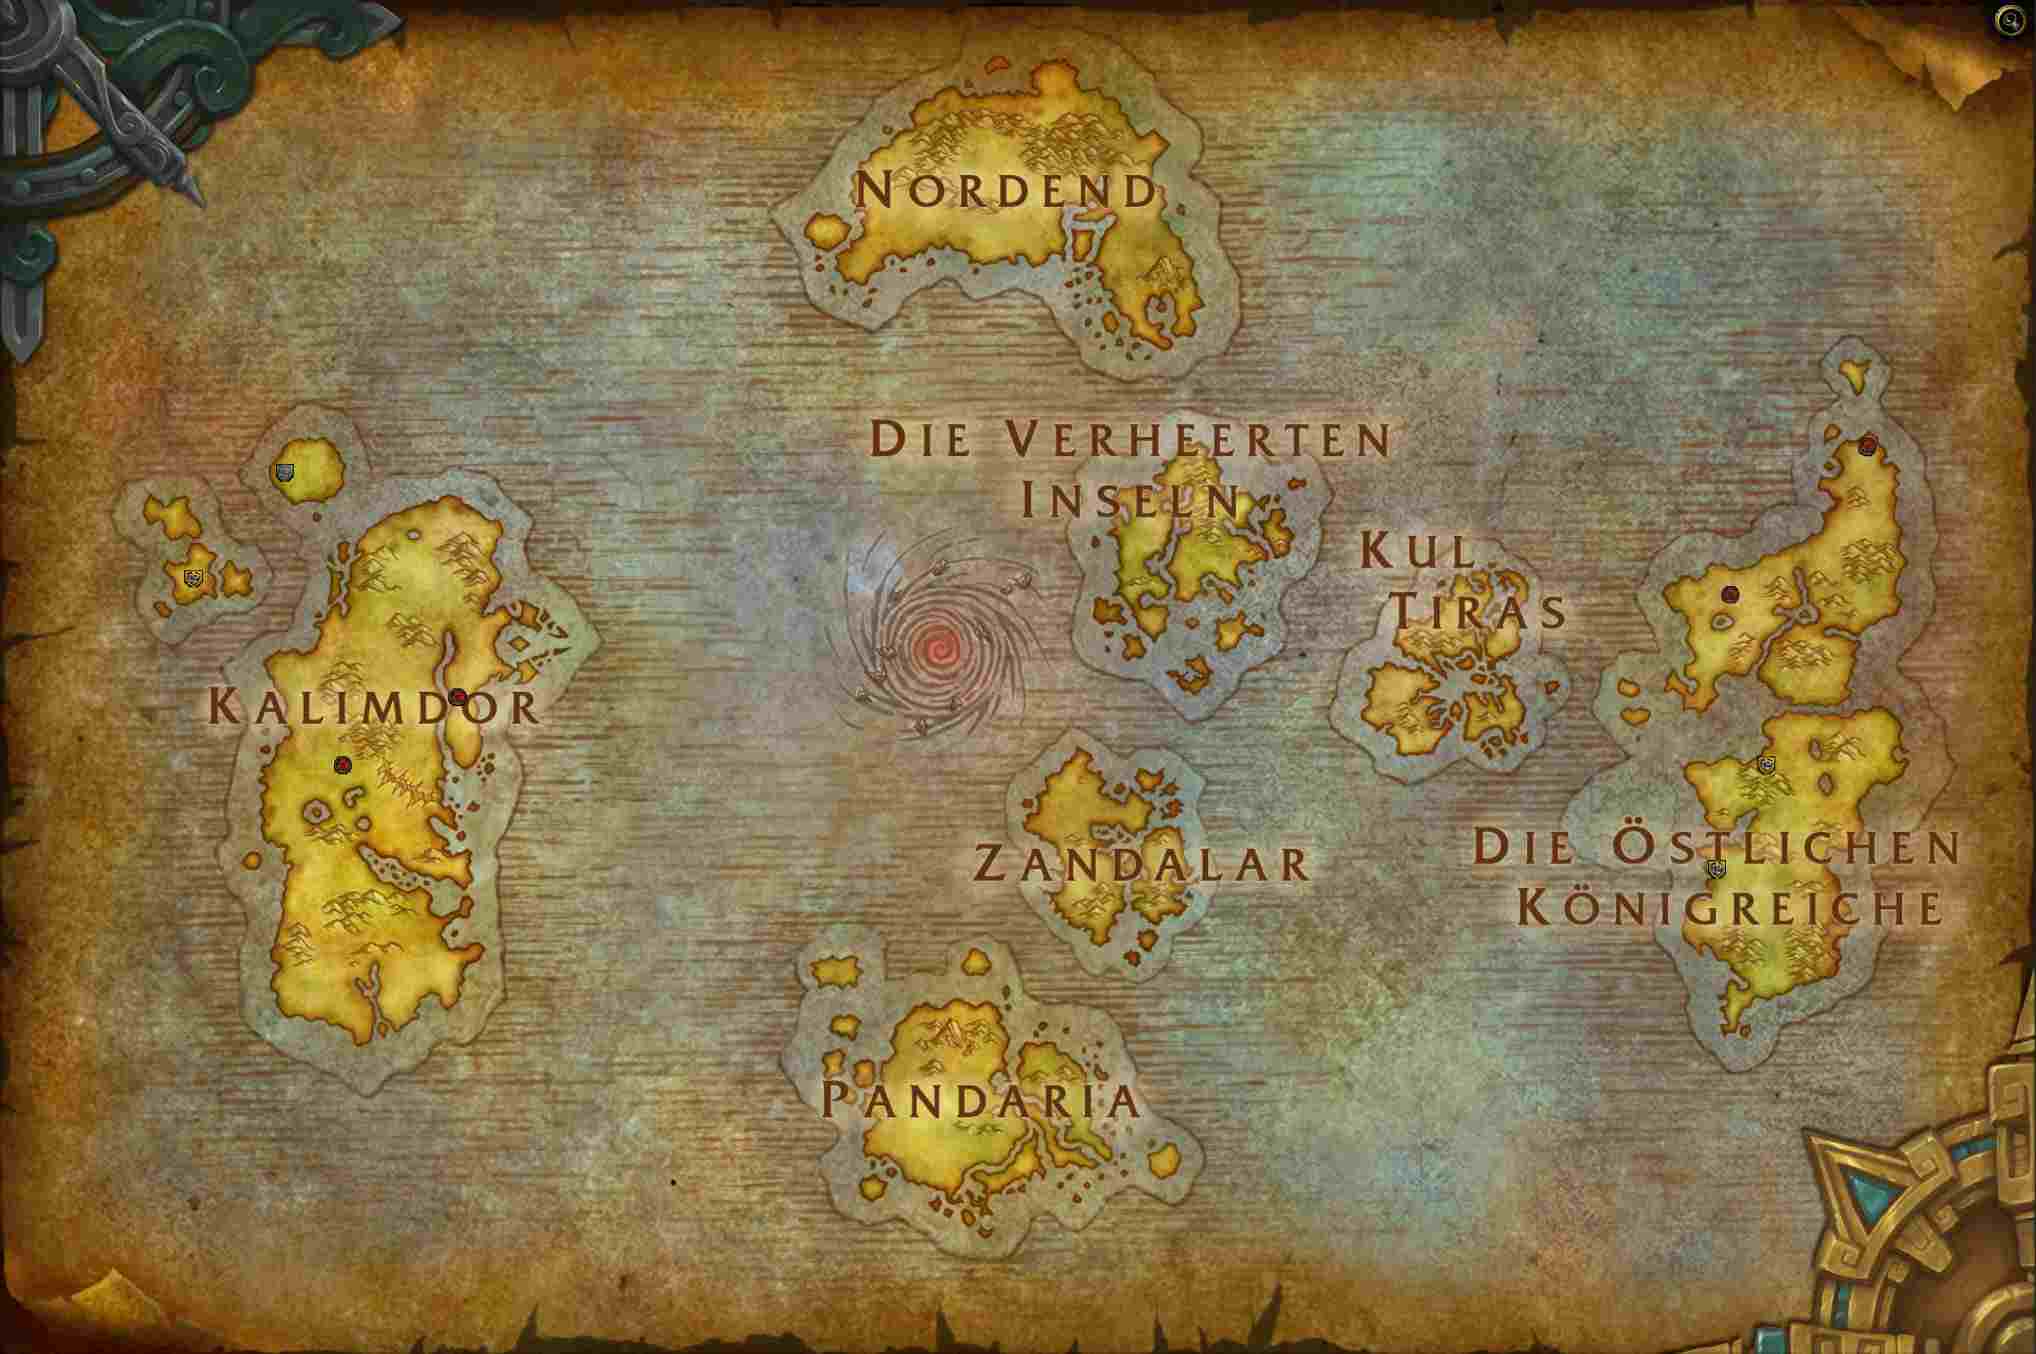 NORDEND
DIE VERHEERTEN
INSELN
KUL
TIRAS
KALIMDOR
ZANDALAR
DIE ÖSTLICHEN
KÖNIGREICHE
PANDARIA